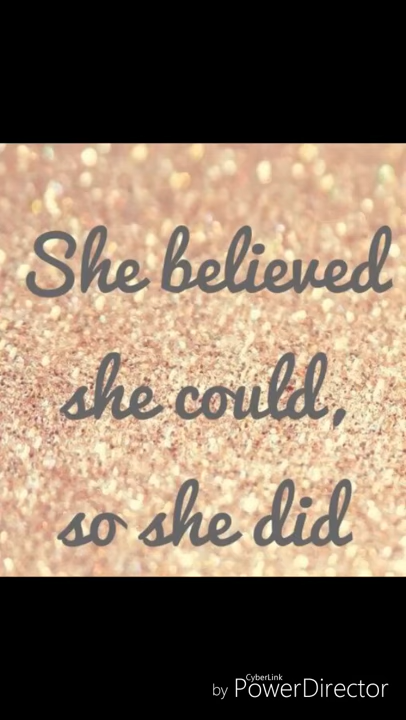 She believed
she could,
so she did
CyberLink
by PowerDirector